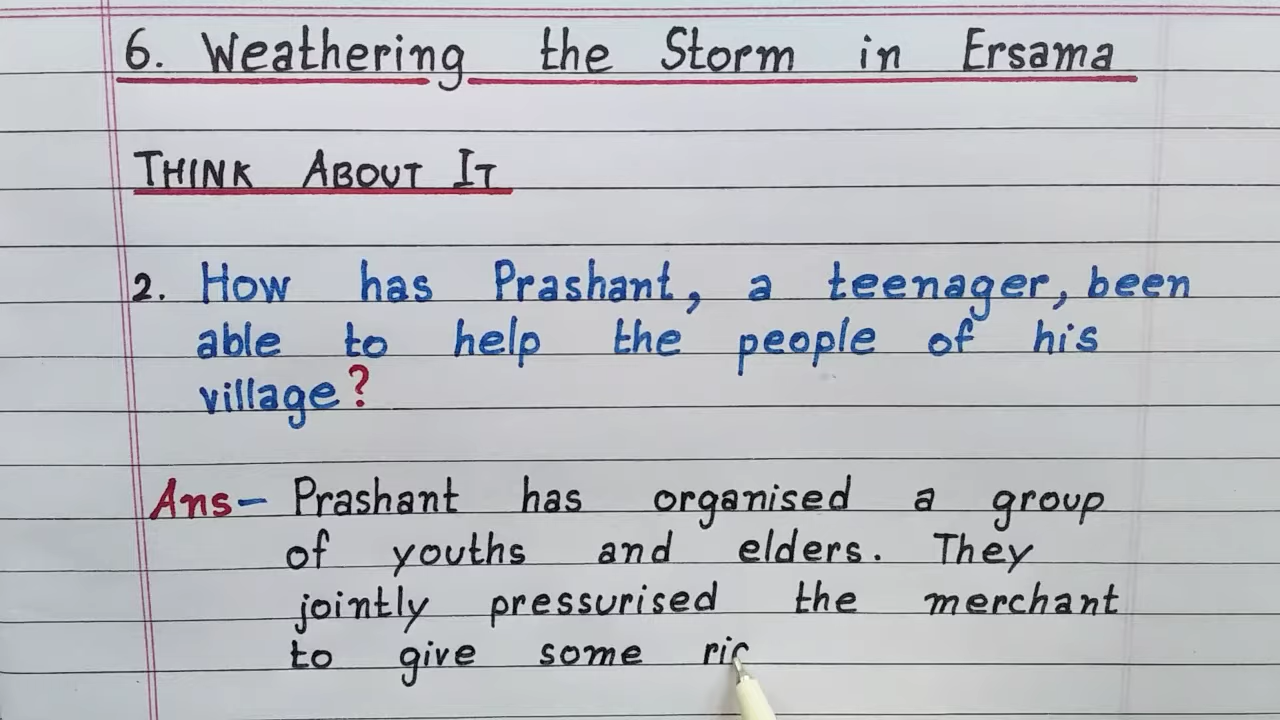 6. Weathering the Storm in Ersama
THINK ABOUT IT
2. How has Prashant, a teenager, been
able to help the people of his
village?
Ans- Prashant has organised a group
of youths and elders. They
jointly pressurised the merchant
to give some ric